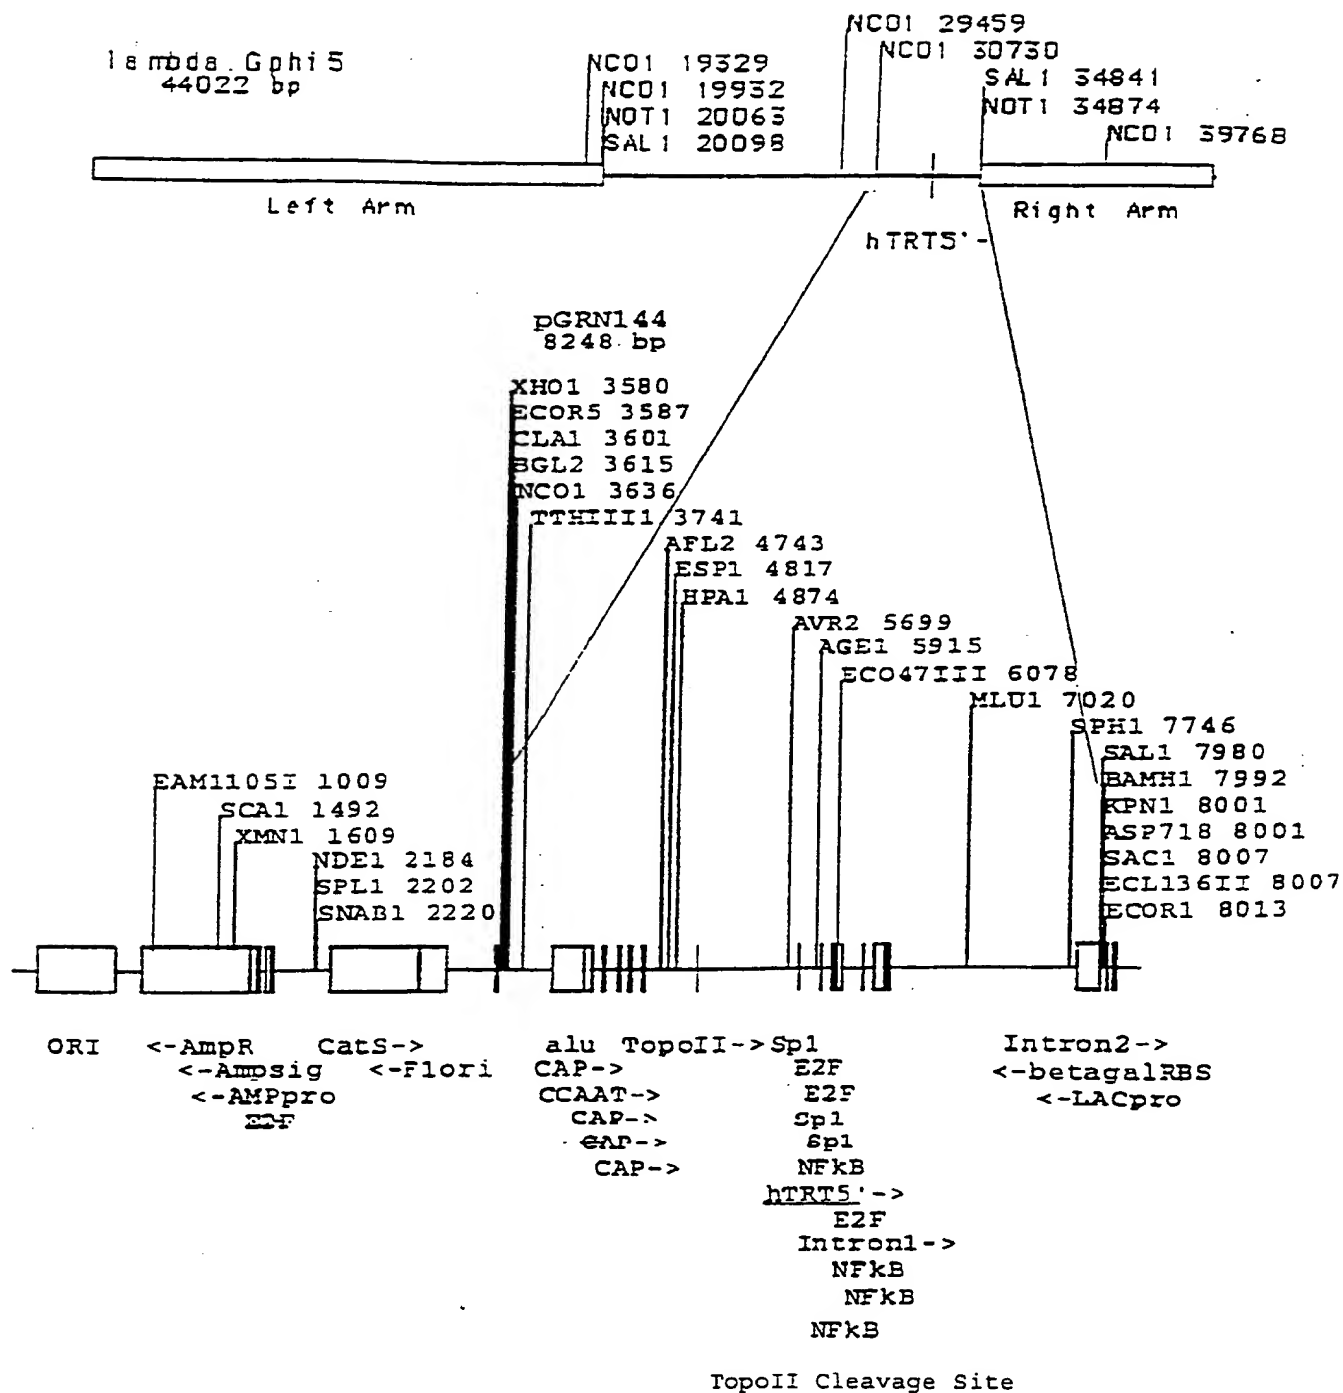 lambda.Gphi5
44022 bp
NCO1 19329
NCO1 19932
NOT1 20063
SAL1 20098
NCO1 29459
NCO1 30730
SAL1 34841
NOT1 34874
NCO1 39768
Left Arm
Right Arm
hTRT5'-
pGRN144
8248 bp
XHO1 3580
ECOR5 3587
CLA1 3601
BGL2 3615
NCO1 3636
TTHIII1 3741
AFL2 4743
ESP1 4817
HPA1 4874
AVR2 5699
AGE1 5915
ECO47III 6078
MLU1 7020
SPH1 7746
SAL1 7980
BAMH1 7992
KPN1 8001
ASP718 8001
SAC1 8007
ECL136II 8007
ECOR1 8013
EAM1105I 1009
SCA1 1492
XMN1 1609
NDE1 2184
SPL1 2202
SNAB1 2220
ORI <-AmpR CatS-> alu TopoII-> Sp1 Intron2->
<-Ampsig <-F1ori CAP-> E2F <-betagalRBS
<-AMPpro CCAAT-> E2F <-LACpro
E2F CAP-> Sp1
CAP-> Sp1
CAP-> NFkB
hTRT5'->
E2F
Intron1->
NFkB
NFkB
NFkB
TopoII Cleavage Site